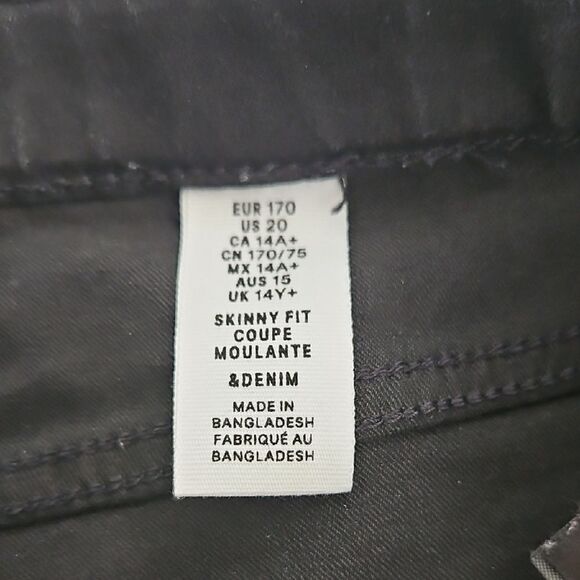 EUR 170
US 20
CA 14A+
CN 170/75
MX 14A+
AUS 15
UK 14Y+
SKINNY FIT
COUPE
MOULANTE
&DENIM
MADE IN
BANGLADESH
FABRIQUÉ AU
BANGLADESH